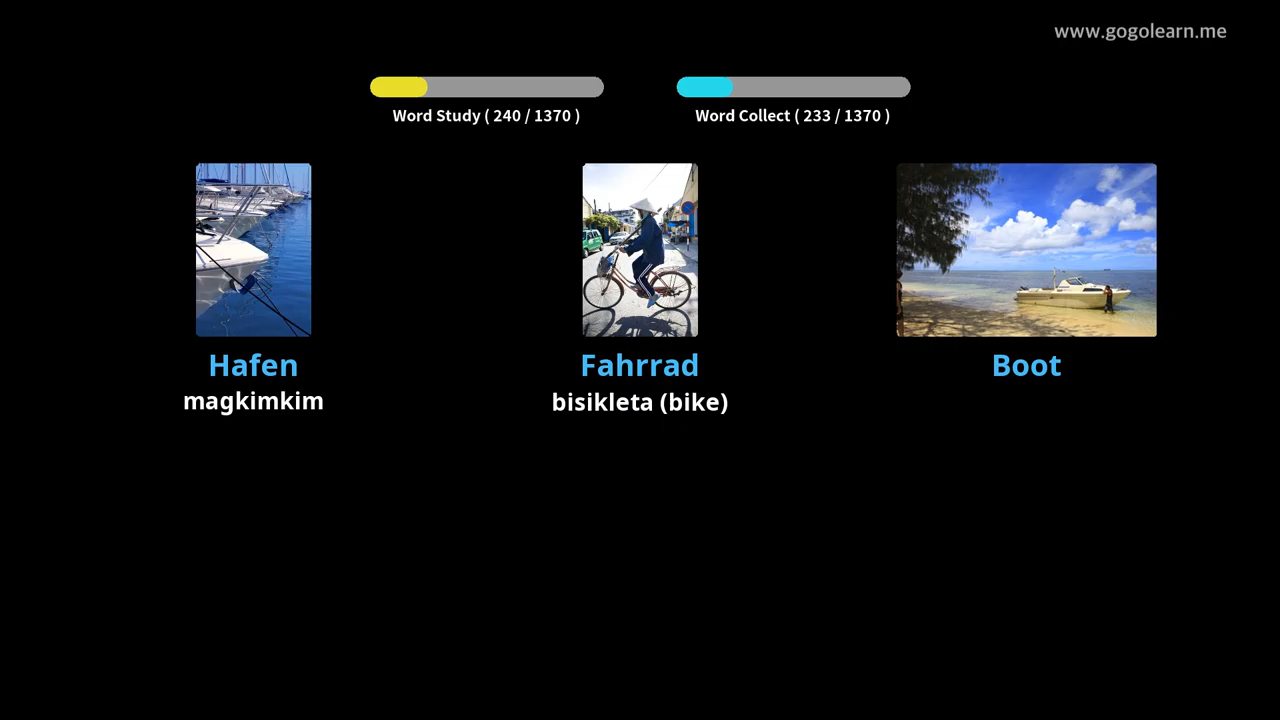 www.gogolearn.me
Word Study ( 240 / 1370 )
Word Collect ( 233 / 1370 )
Hafen
magkimkim
Fahrrad
bisikleta (bike)
Boot